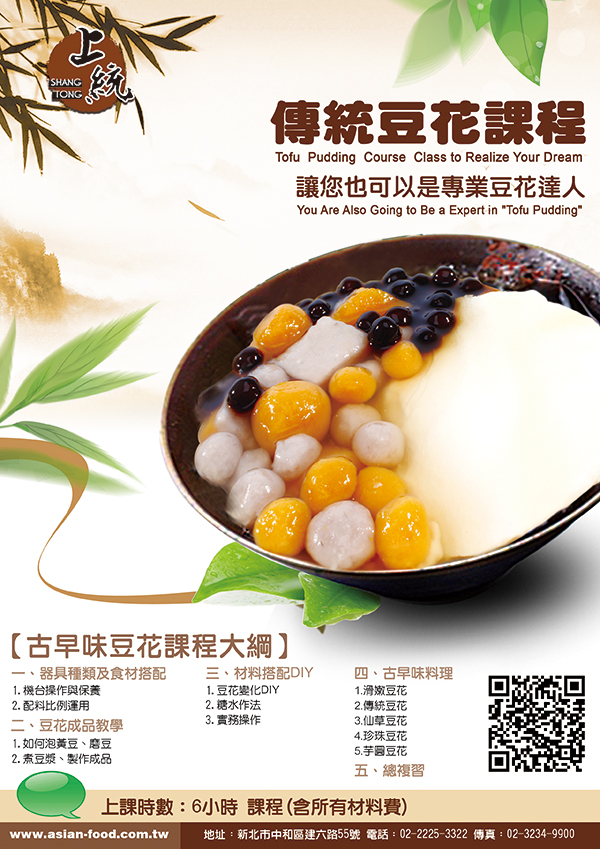 上統
SHANG
TONG
傳統豆花課程
Tofu Pudding Course Class to Realize Your Dream
讓您也可以是專業豆花達人
You Are Also Going to Be a Expert in "Tofu Pudding"
【古早味豆花課程大綱】
一、器具種類及食材搭配
1.機台操作與保養
2.配料比例運用
二、豆花成品教學
1.如何泡黃豆、磨豆
2.煮豆漿、製作成品
三、材料搭配DIY
1.豆花變化DIY
2.糖水作法
3.實務操作
四、古早味料理
1.滑嫩豆花
2.傳統豆花
3.仙草豆花
4.珍珠豆花
5.芋圓豆花
五、總複習
上課時數：6小時 課程(含所有材料費)
www.asian-food.com.tw
地址：新北市中和區建六路55號 電話：02-2225-3322 傳真：02-3234-9900